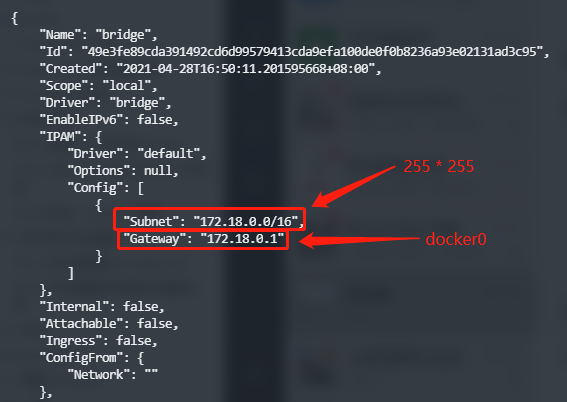 {
"Name": "bridge",
"Id": "49e3fe89cda391492cd6d99579413cda9efa100de0f0b8236a93e02131ad3c95",
"Created": "2021-04-28T16:50:11.201595668+08:00",
"Scope": "local",
"Driver": "bridge",
"EnableIPv6": false,
"IPAM": {
"Driver": "default",
"Options": null,
"Config": [
{
"Subnet": "172.18.0.0/16",
"Gateway": "172.18.0.1"
}
]
},
"Internal": false,
"Attachable": false,
"Ingress": false,
"ConfigFrom": {
"Network": ""
},
255 * 255
docker0